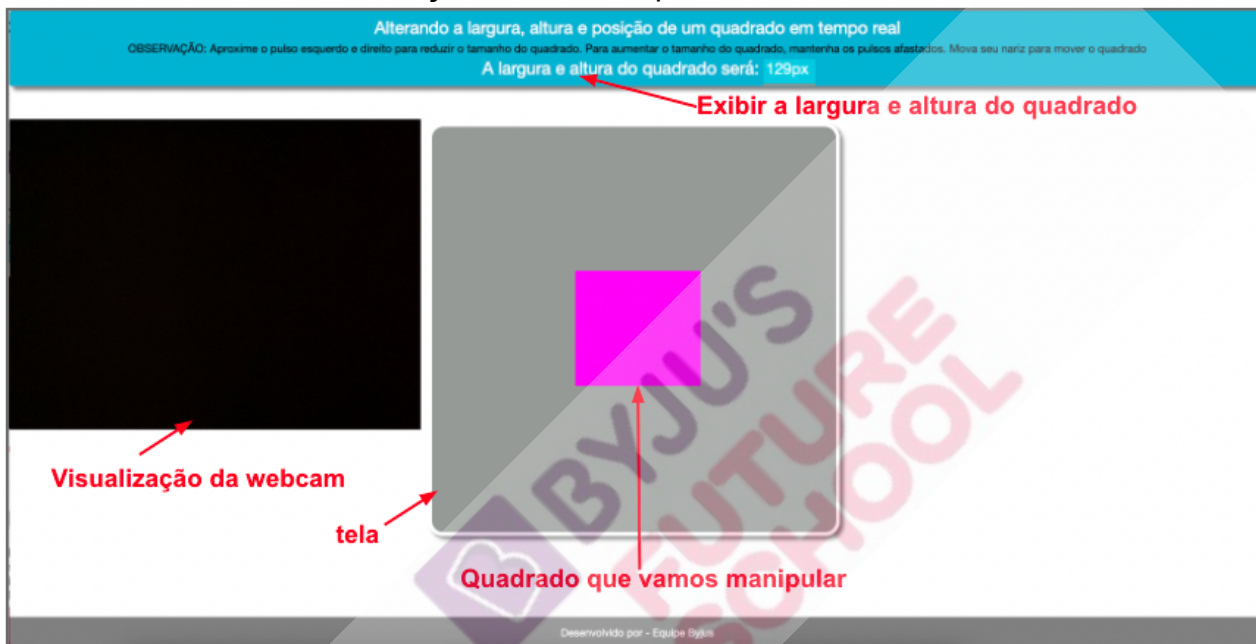 Alterando a largura, altura e posição de um quadrado em tempo real
OBSERVAÇÃO: Aproxime o pulso esquerdo e direito para reduzir o tamanho do quadrado. Para aumentar o tamanho do quadrado, mantenha os pulsos afastados. Mova seu nariz para mover o quadrado
A largura e altura do quadrado será: 129px
Exibir a largura e altura do quadrado
Visualização da webcam
tela
Quadrado que vamos manipular
BYJU'S
FUTURE
SCHOOL
Desenvolvido por - Equipe Byjus